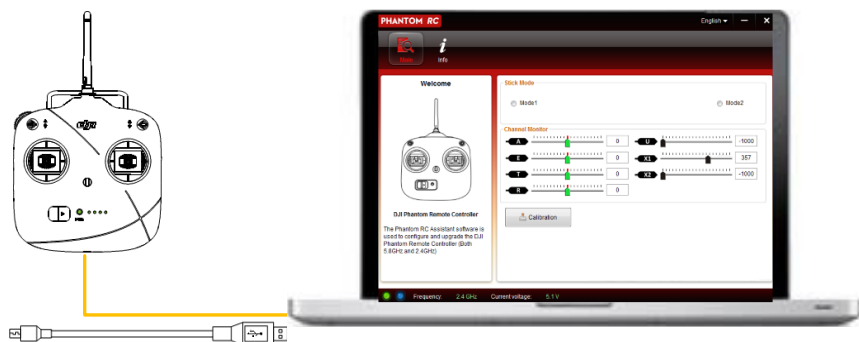 PHANTOM RC
English
Main
Info
Welcome
DJI Phantom Remote Controller
The Phantom RC Assistant software is
used to configure and upgrade the DJI
Phantom Remote Controller (Both
5.8GHz and 2.4GHz)
Stick Mode
Mode1
Mode2
Channel Monitor
A 0
U -1000
E 0
X1 357
T 0
X2 -1000
R 0
Calibration
Frequency: 2.4 GHz Current voltage: 5.1 V
dji